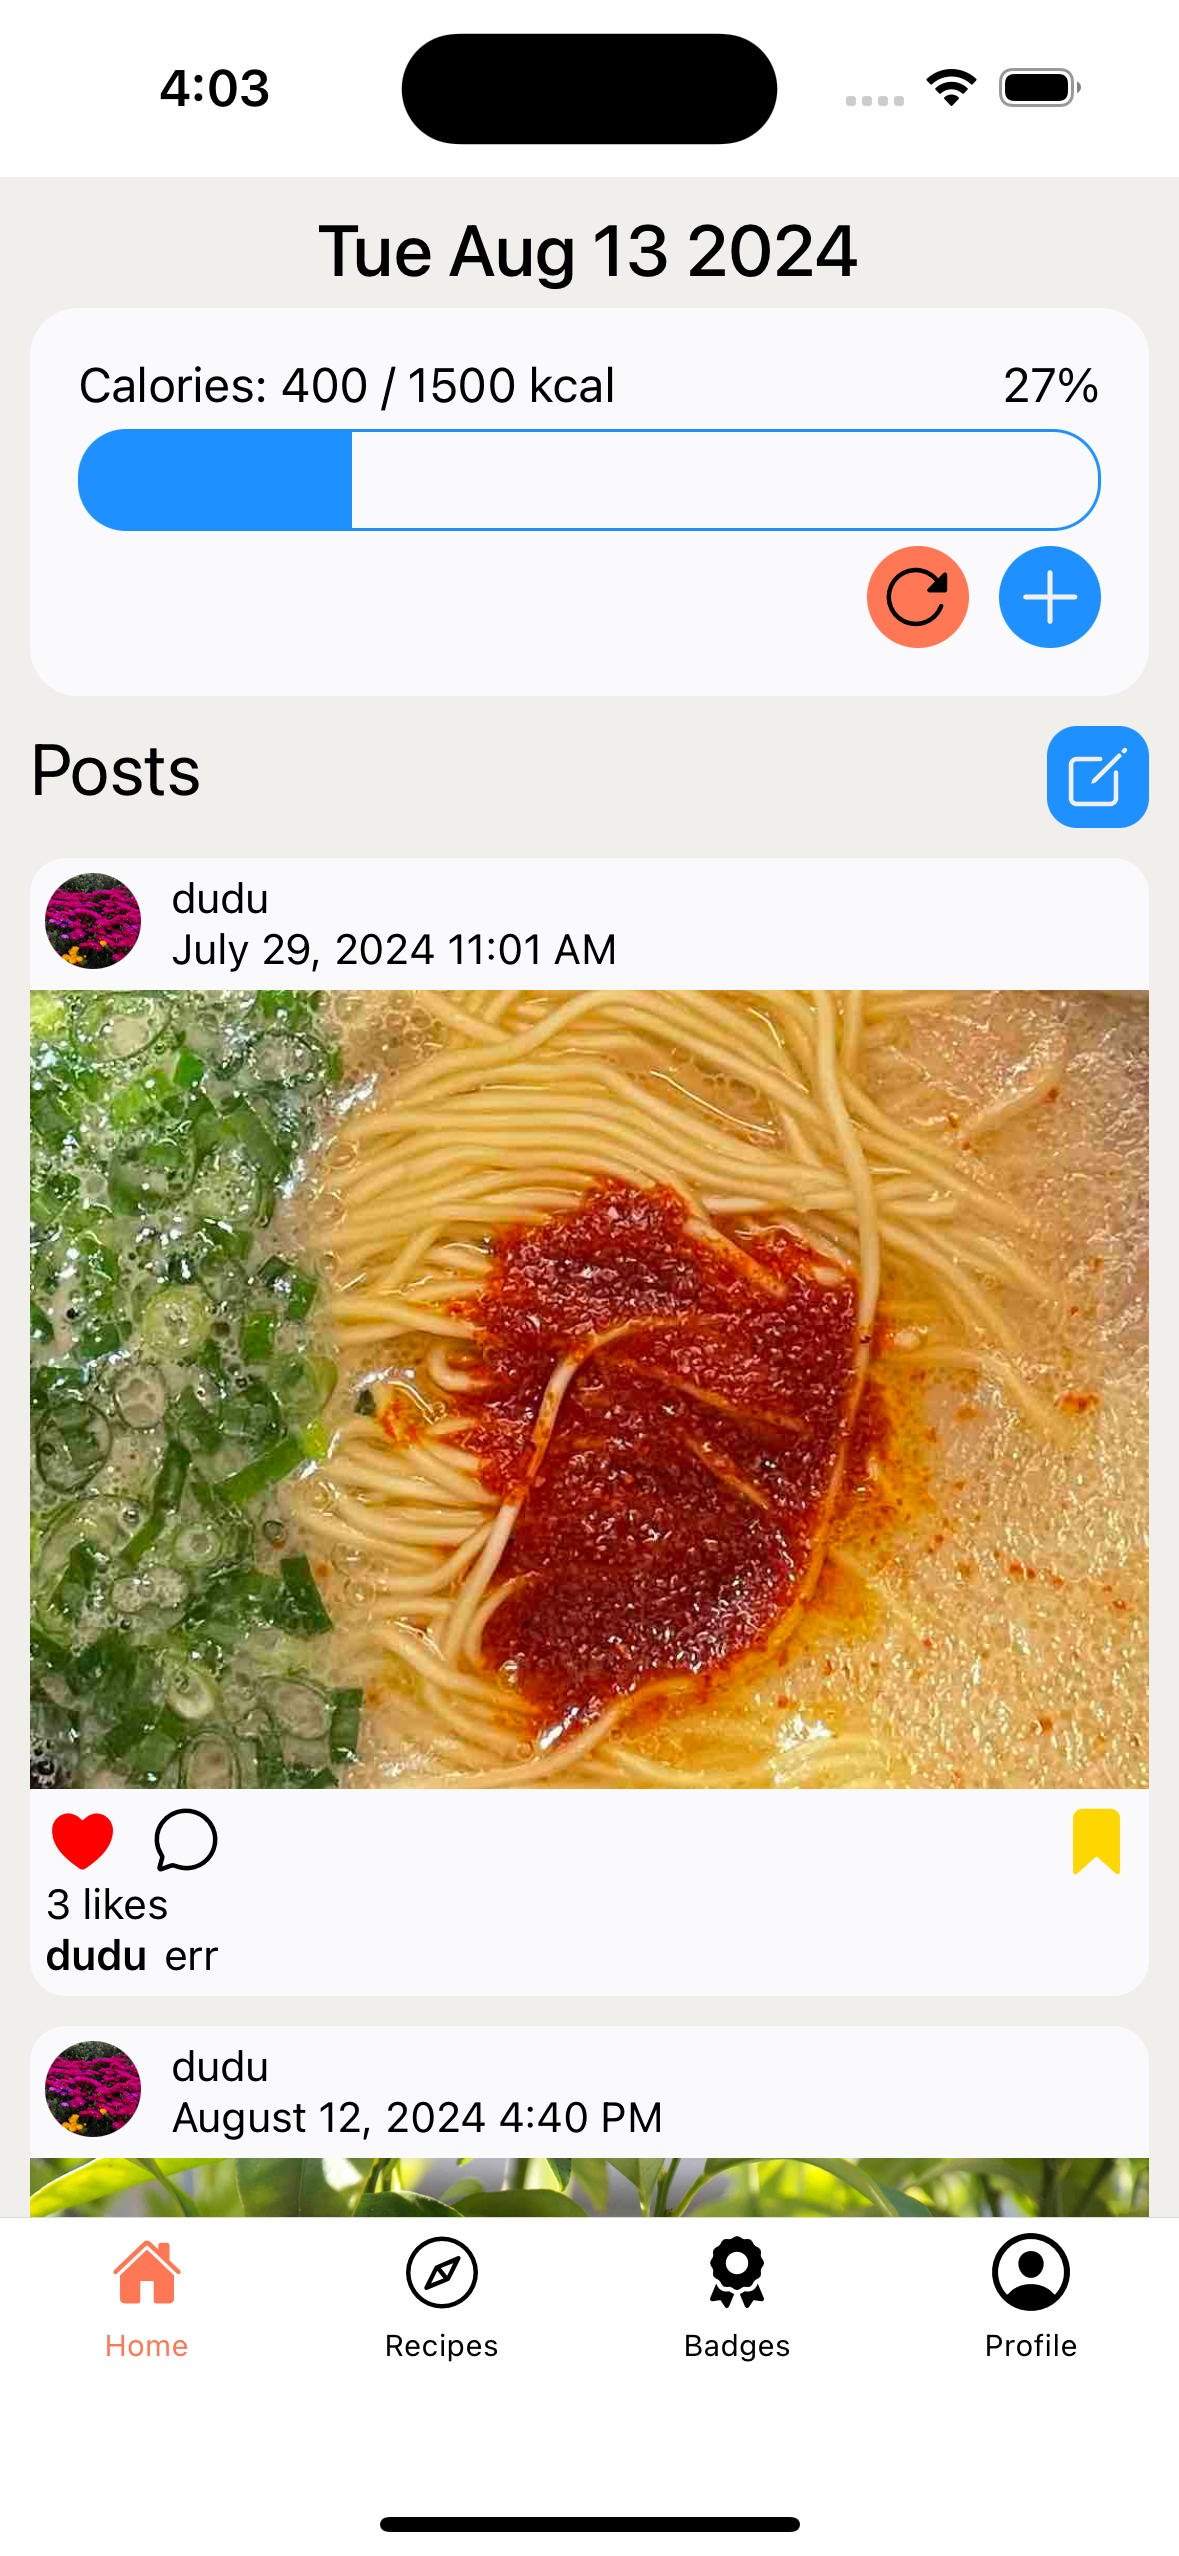 4:03
Tue Aug 13 2024
Calories: 400 / 1500 kcal 27%
Posts
dudu
July 29, 2024 11:01 AM
3 likes
dudu err
dudu
August 12, 2024 4:40 PM
Home Recipes Badges Profile